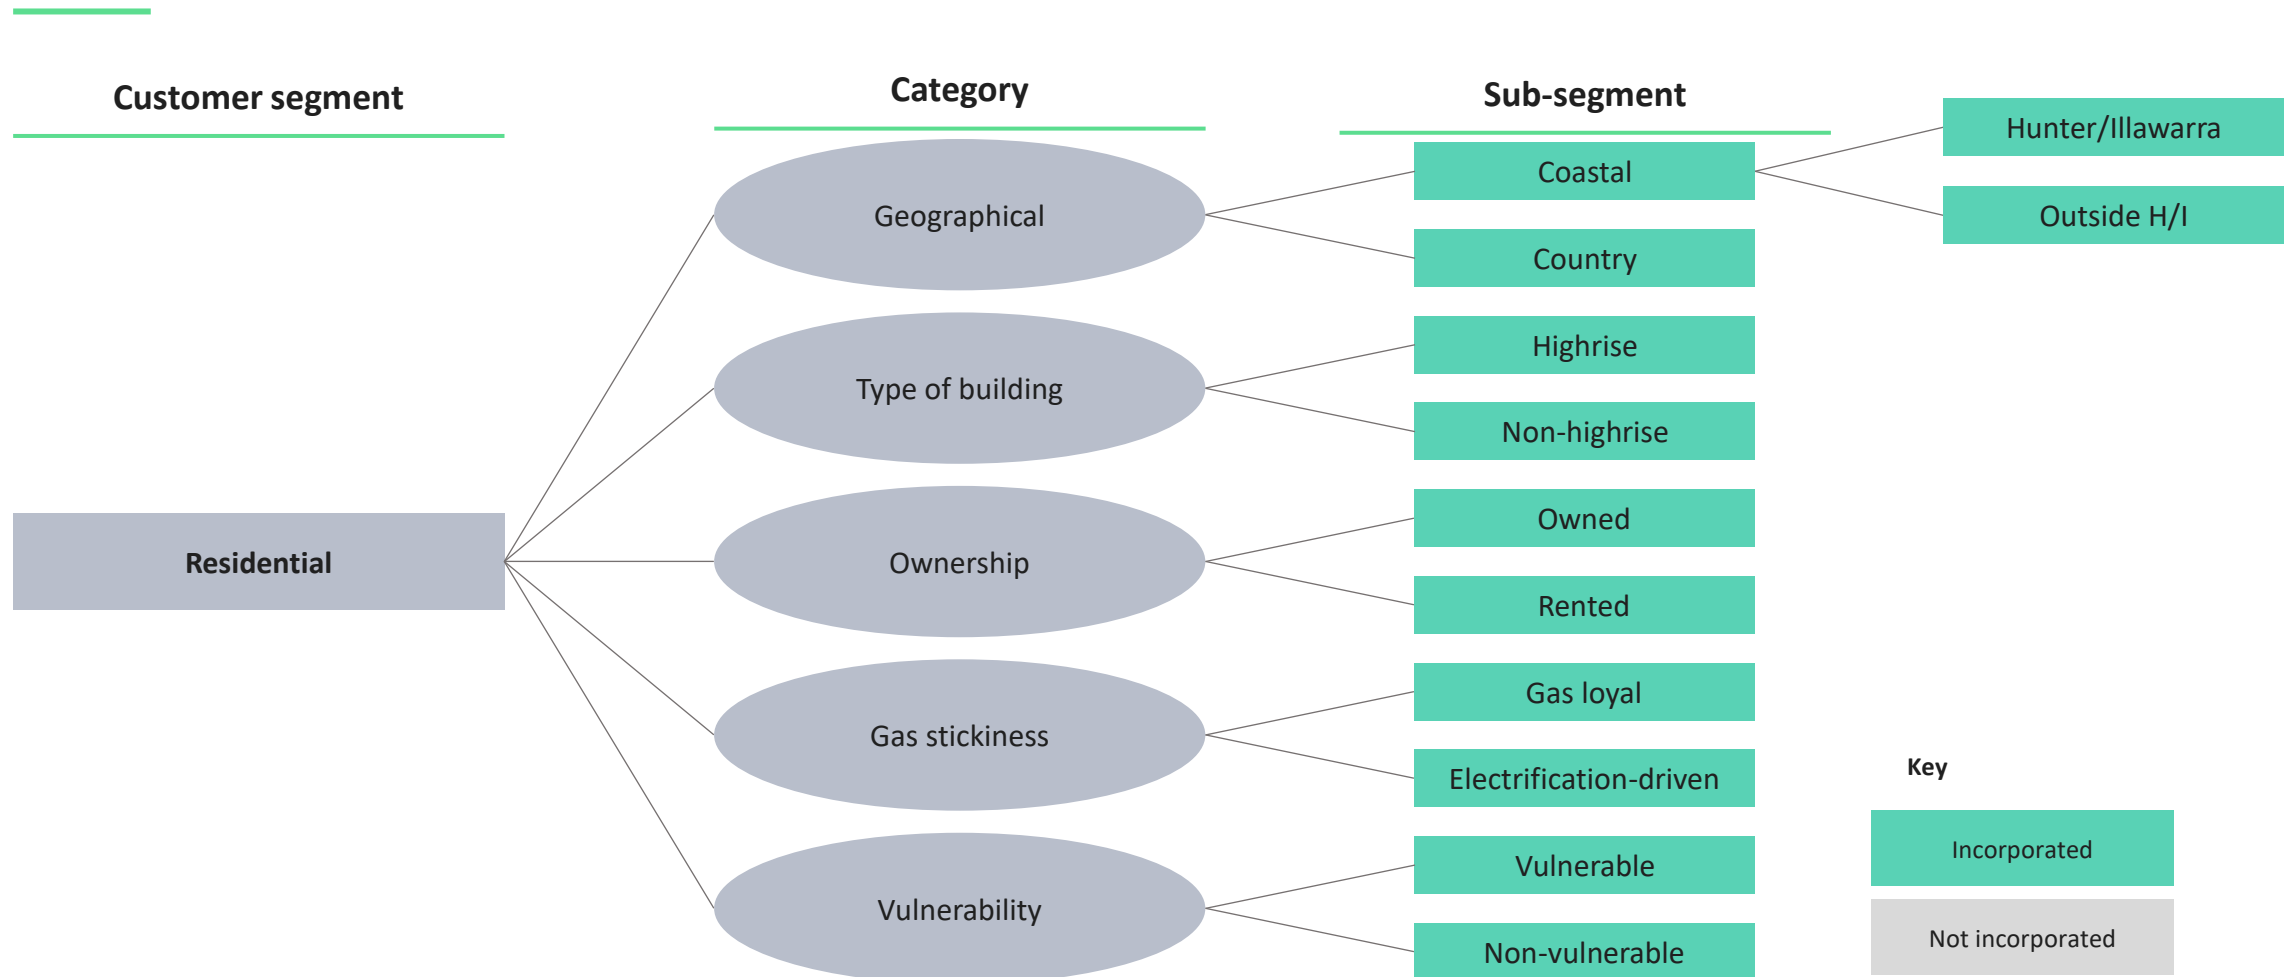 Customer segment
Category
Sub-segment
Hunter/Illawarra
Coastal
Outside H/I
Geographical
Country
Highrise
Type of building
Non-highrise
Owned
Residential
Ownership
Rented
Gas loyal
Gas stickiness
Electrification-driven
Vulnerable
Vulnerability
Non-vulnerable
Key
Incorporated
Not incorporated